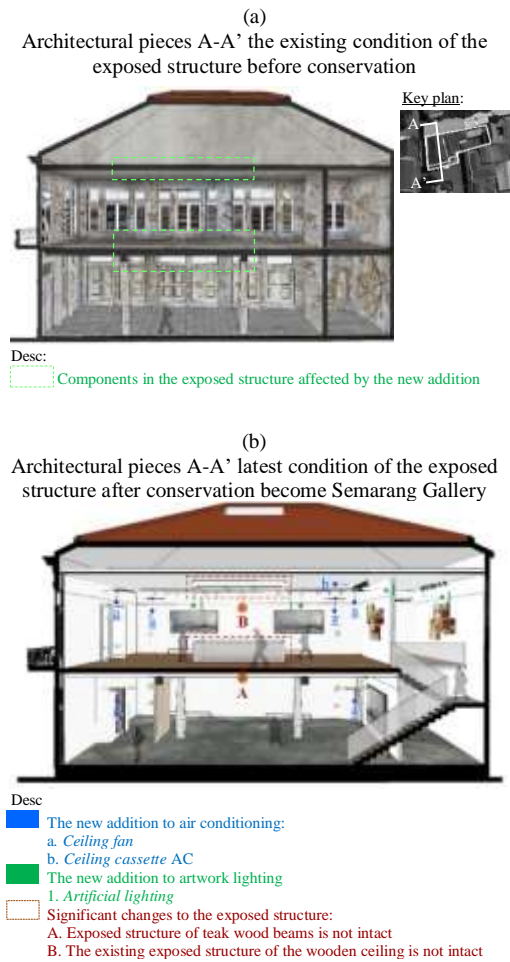 (a)
Architectural pieces A-A’ the existing condition of the
exposed structure before conservation
Key plan:
A
A’
Desc:
Components in the exposed structure affected by the new addition
(b)
Architectural pieces A-A’ latest condition of the exposed
structure after conservation become Semarang Gallery
B
A
Desc
The new addition to air conditioning:
a. Ceiling fan
b. Ceiling cassette AC
The new addition to artwork lighting
1. Artificial lighting
Significant changes to the exposed structure:
A. Exposed structure of teak wood beams is not intact
B. The existing exposed structure of the wooden ceiling is not intact